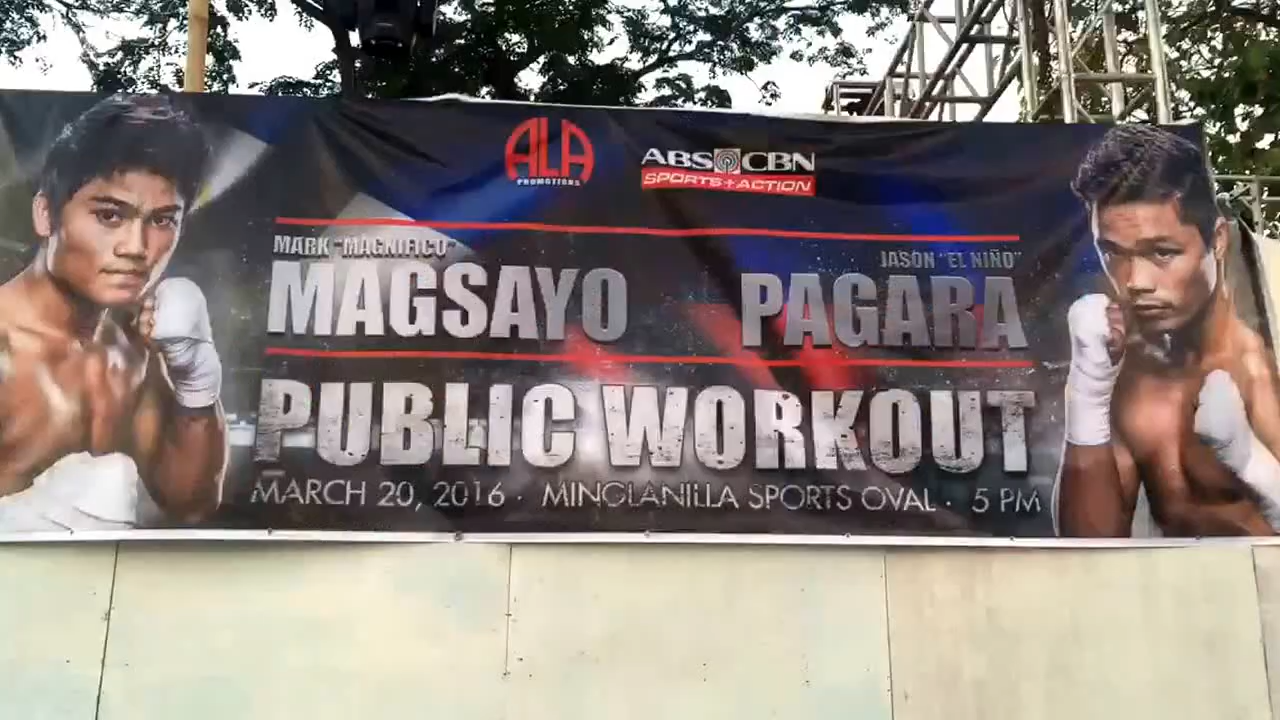 ALA
PROMOTIONS
ABS CBN
SPORTS+ACTION
MARK "MAGNIFICO"
MAGSAYO
JASON "EL NIÑO"
PAGARA
PUBLIC WORKOUT
MARCH 20, 2016 · MINGLANILLA SPORTS OVAL · 5 PM